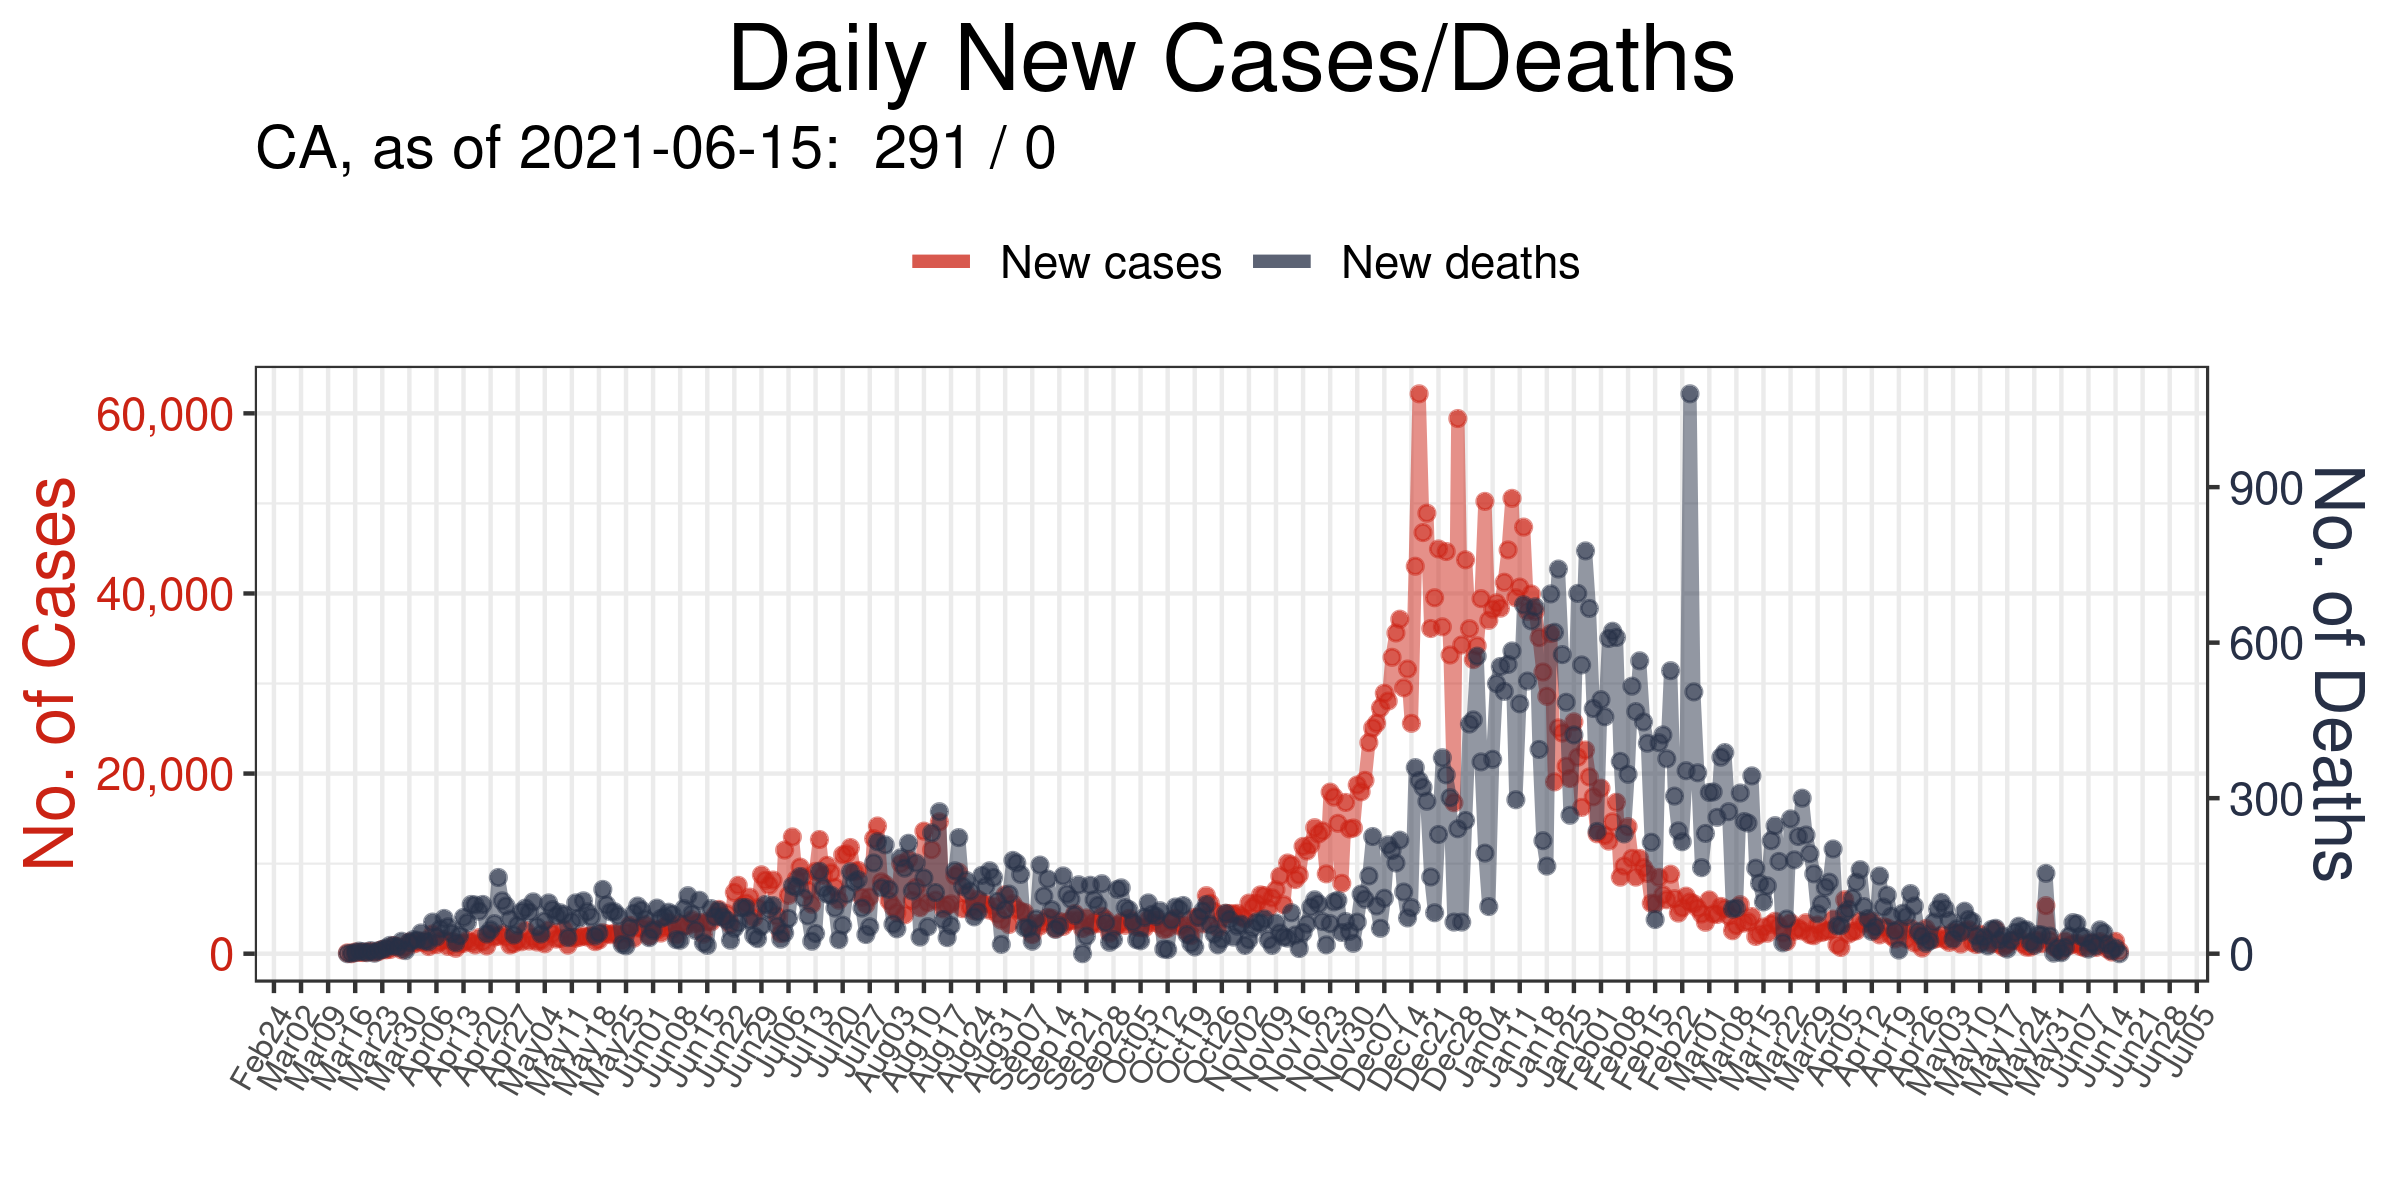 Daily New Cases/Deaths
CA, as of 2021-06-15: 291 / 0
New cases New deaths
No. of Cases
60,000
40,000
20,000
0
900
600
300
0
No. of Deaths
Feb24 Mar02 Mar09 Mar16 Mar23 Mar30 Apr06 Apr13 Apr20 Apr27 May04 May11 May18 May25 Jun01 Jun08 Jun15 Jun22 Jun29 Jul06 Jul13 Jul20 Jul27 Aug03 Aug10 Aug17 Aug24 Aug31 Sep07 Sep14 Sep21 Sep28 Oct05 Oct12 Oct19 Oct26 Nov02 Nov09 Nov16 Nov23 Nov30 Dec07 Dec14 Dec21 Dec28 Jan04 Jan11 Jan18 Jan25 Feb01 Feb08 Feb15 Feb22 Mar01 Mar08 Mar15 Mar22 Mar29 Apr05 Apr12 Apr19 Apr26 May03 May10 May17 May24 May31 Jun07 Jun14 Jun21 Jun28 Jul05